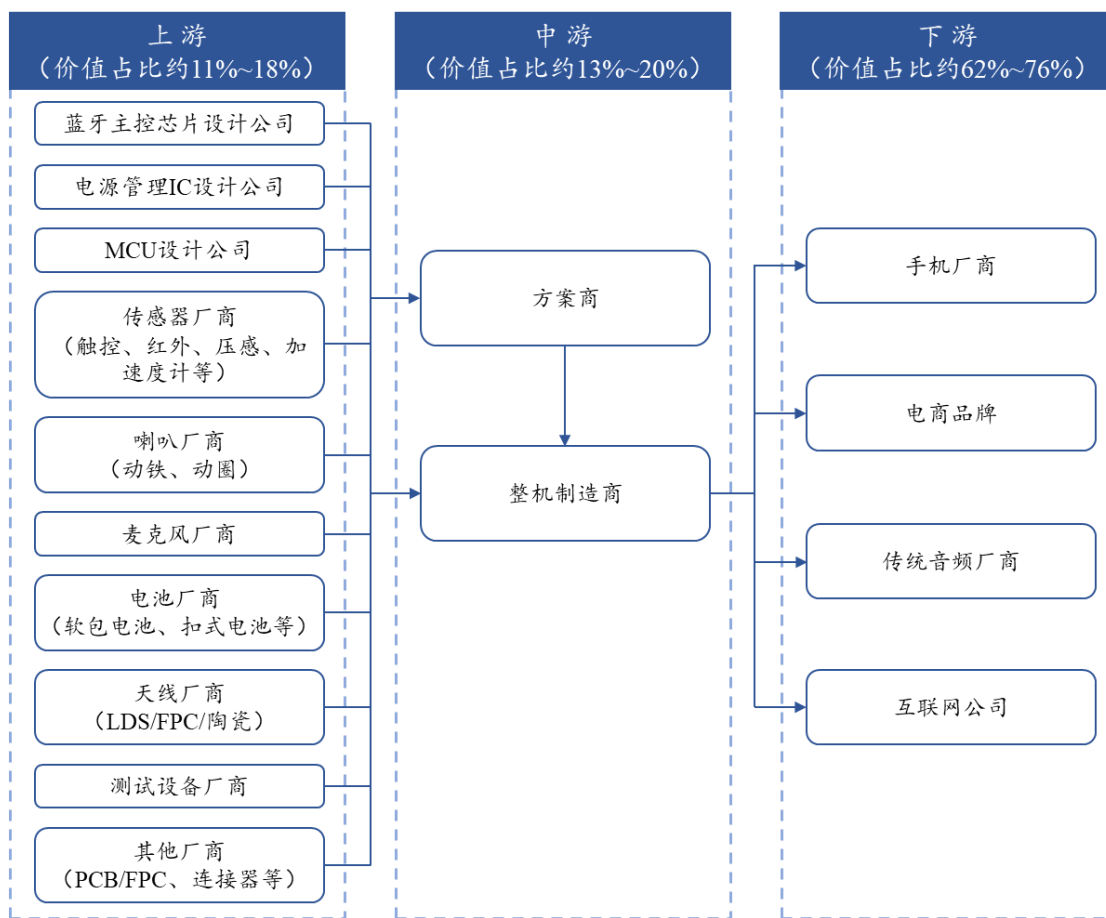 上 游
（价值占比约11%~18%）
蓝牙主控芯片设计公司
电源管理IC设计公司
MCU设计公司
传感器厂商
（触控、红外、压感、加
速度计等）
喇叭厂商
（动铁、动圈）
麦克风厂商
电池厂商
（软包电池、扣式电池等）
天线厂商
（LDS/FPC/陶瓷）
测试设备厂商
其他厂商
（PCB/FPC、连接器等）
中 游
（价值占比约13%~20%）
方案商
整机制造商
下 游
（价值占比约62%~76%）
手机厂商
电商品牌
传统音频厂商
互联网公司